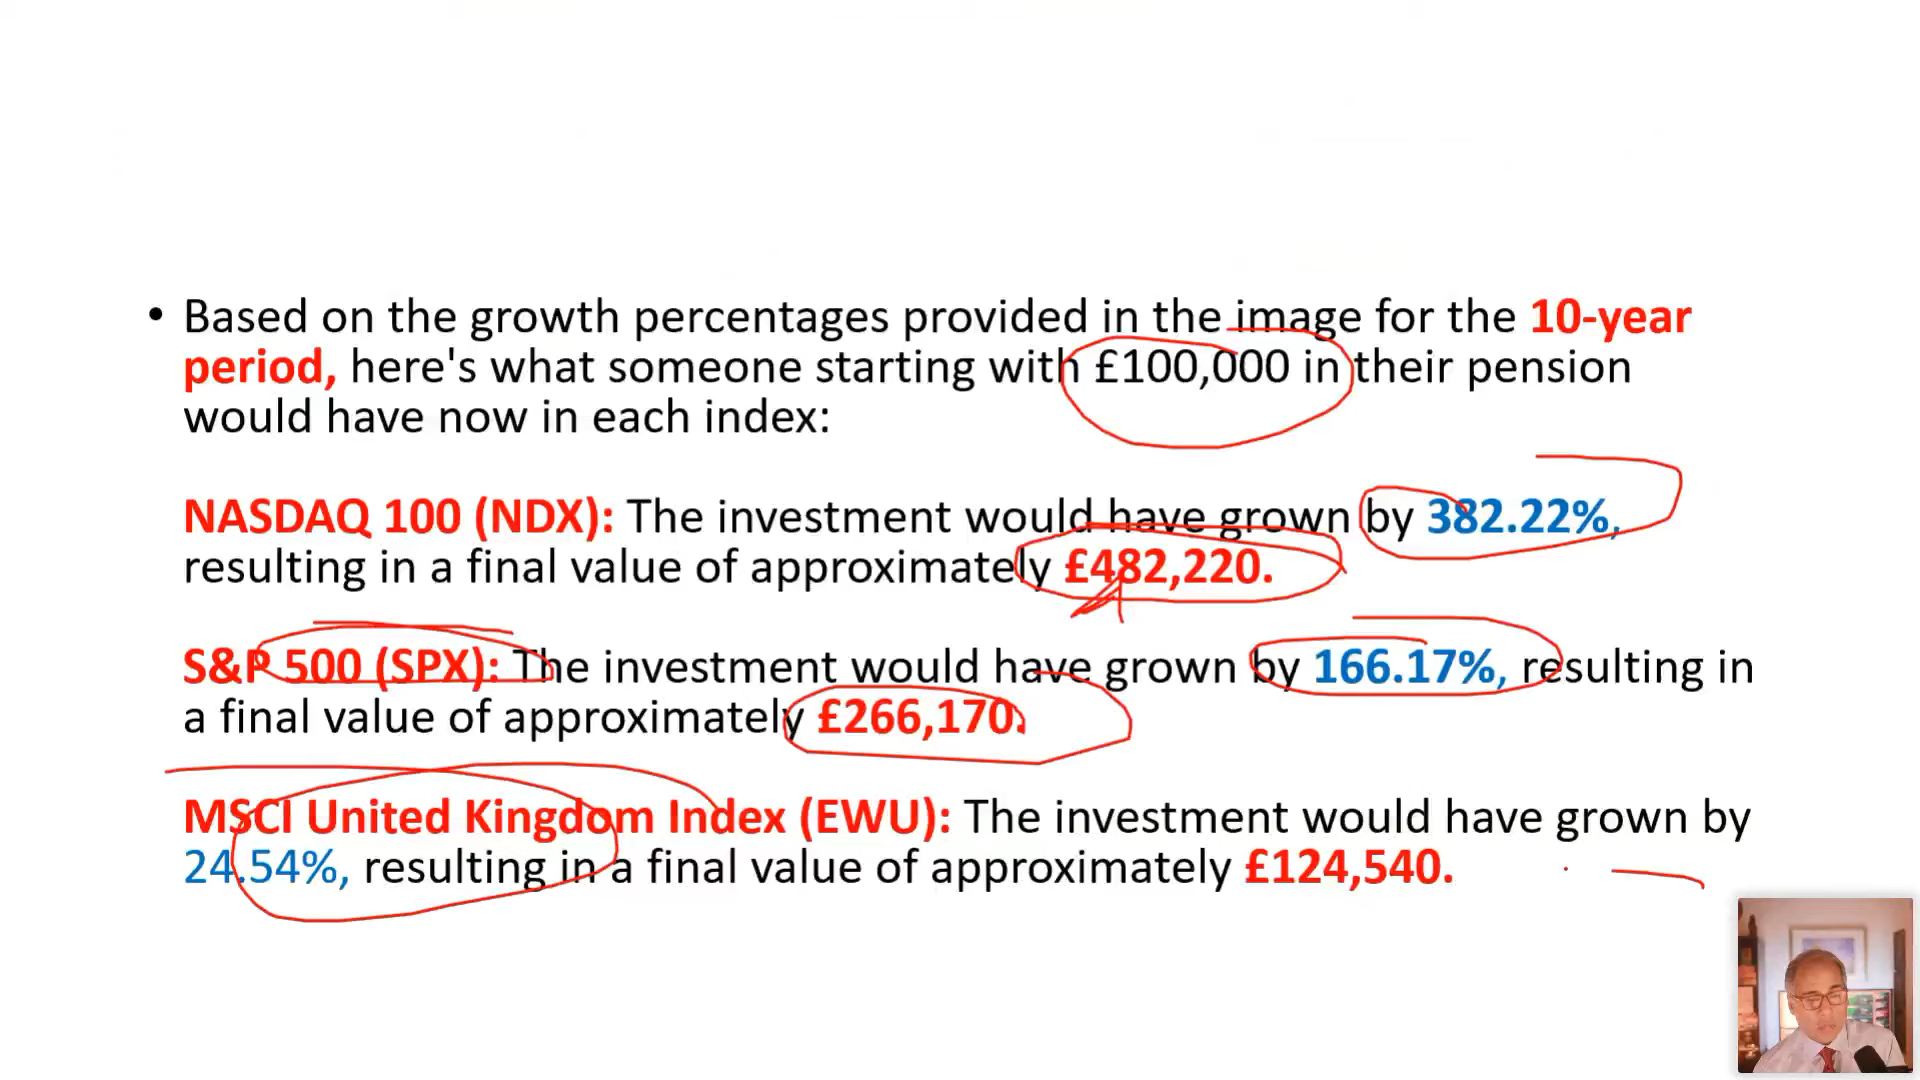 • Based on the growth percentages provided in the image for the 10-year
period, here's what someone starting with £100,000 in their pension
would have now in each index:
NASDAQ 100 (NDX): The investment would have grown by 382.22%,
resulting in a final value of approximately £482,220.
S&P 500 (SPX): The investment would have grown by 166.17%, resulting in
a final value of approximately £266,170.
MSCI United Kingdom Index (EWU): The investment would have grown by
24.54%, resulting in a final value of approximately £124,540.